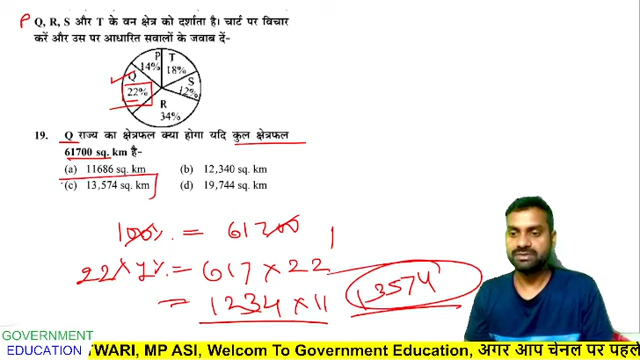 P Q, R, S और T के वन क्षेत्र को दर्शाता है। चार्ट पर विचार
करें और उस पर आधारित सवालों के जवाब दें-
P
14%
T
18%
Q
22%
S
12%
R
34%
19. Q राज्य का क्षेत्रफल क्या होगा यदि कुल क्षेत्रफल
61700 sq. km है-
(a) 11686 sq. km (b) 12,340 sq. km
(c) 13,574 sq. km (d) 19,744 sq. km
100% = 61700
= 617 × 22
= 1234 × 11
13574
GOVERNMENT
EDUCATION
WARI, MP ASI, Welcom To Government Education, अगर आप चेनल पर पहले